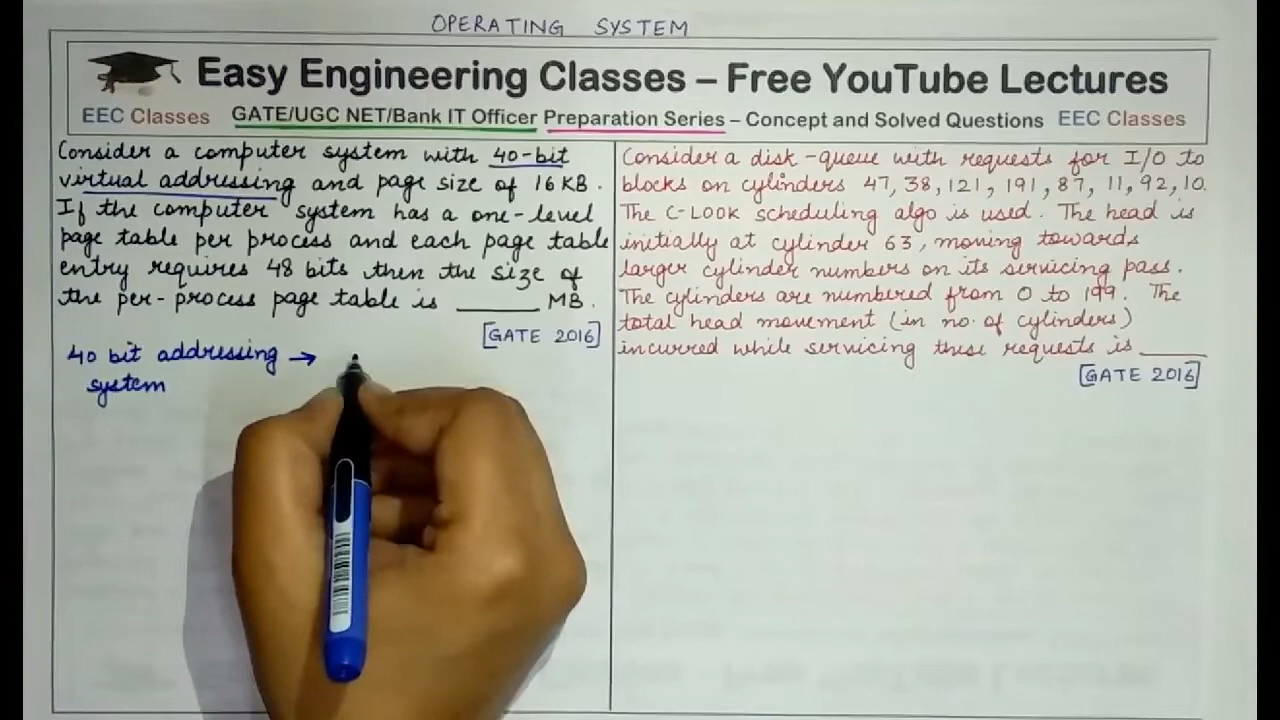 OPERATING SYSTEM
Easy Engineering Classes – Free YouTube Lectures
EEC Classes GATE/UGC NET/Bank IT Officer Preparation Series – Concept and Solved Questions EEC Classes
Consider a computer system with 40-bit
virtual addressing and page size of 16 KB.
If the computer system has a one-level
page table per process and each page table
entry requires 48 bits then the size of
the per-process page table is ______ MB.
[GATE 2016]
40 bit addressing →
system
Consider a disk-queue with requests for I/O to
blocks on cylinders 47, 38, 121, 191, 87, 11, 92, 10.
The C-LOOK scheduling algo is used. The head is
initially at cylinder 63, moving towards
larger cylinder numbers on its servicing pass.
The cylinders are numbered from 0 to 199. The
total head movement (in no. of cylinders)
incurred while servicing these requests is ______
[GATE 2016]